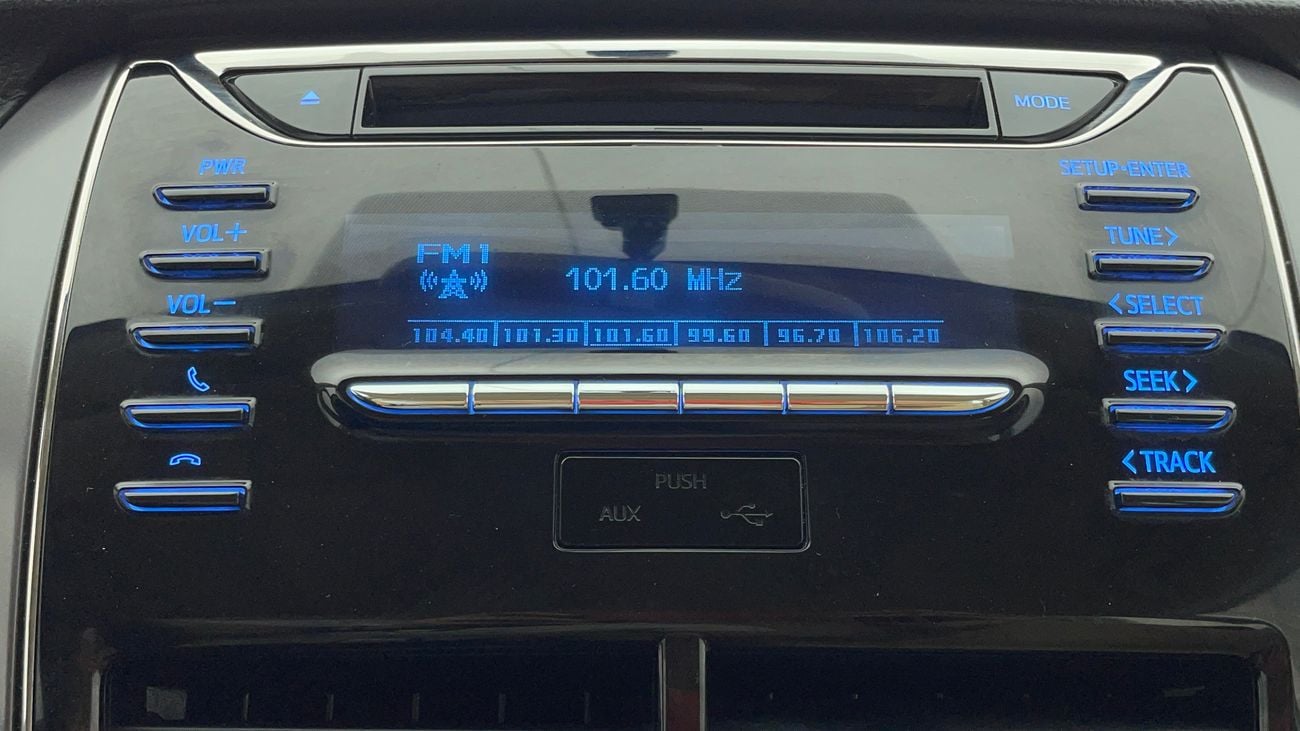 MODE
PWR
SETUP•ENTER
VOL+
TUNE>
FM1
101.60 MHz
VOL−
<SELECT
104.40 101.30 101.60 99.60 96.70 106.20
SEEK>
<TRACK
PUSH
AUX